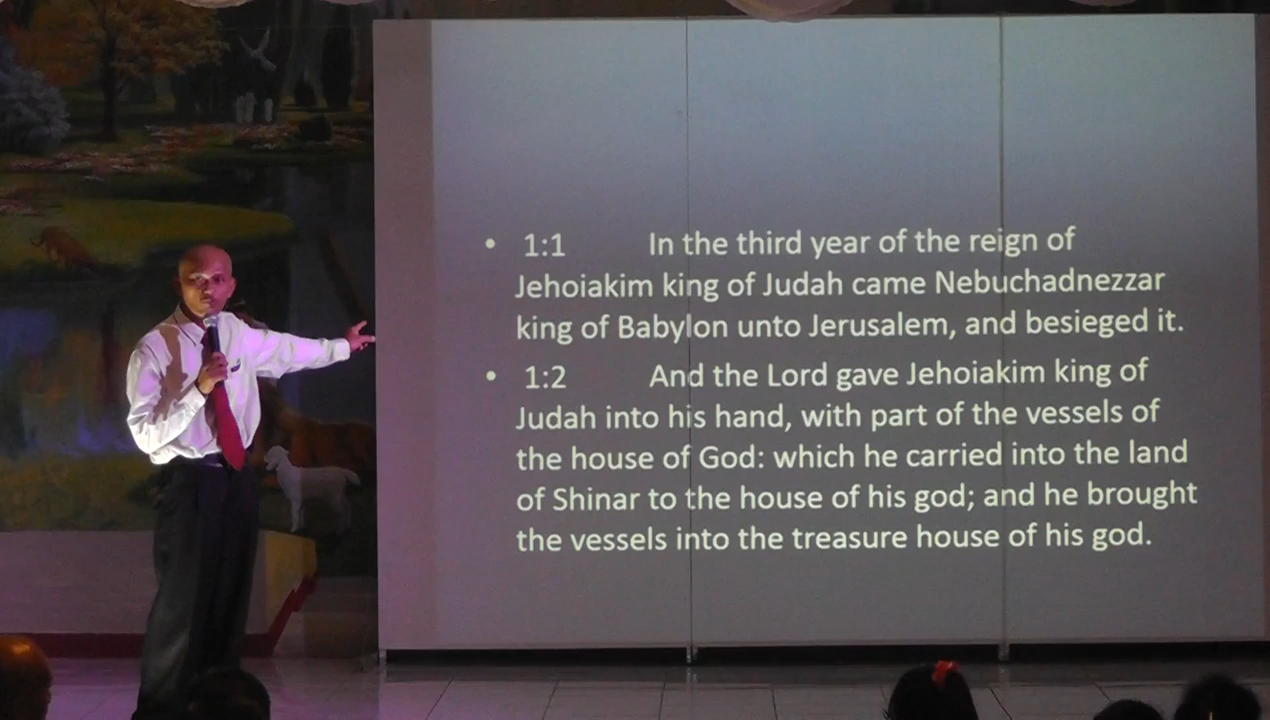 • 1:1 In the third year of the reign of
Jehoiakim king of Judah came Nebuchadnezzar
king of Babylon unto Jerusalem, and besieged it.
• 1:2 And the Lord gave Jehoiakim king of
Judah into his hand, with part of the vessels of
the house of God: which he carried into the land
of Shinar to the house of his god; and he brought
the vessels into the treasure house of his god.